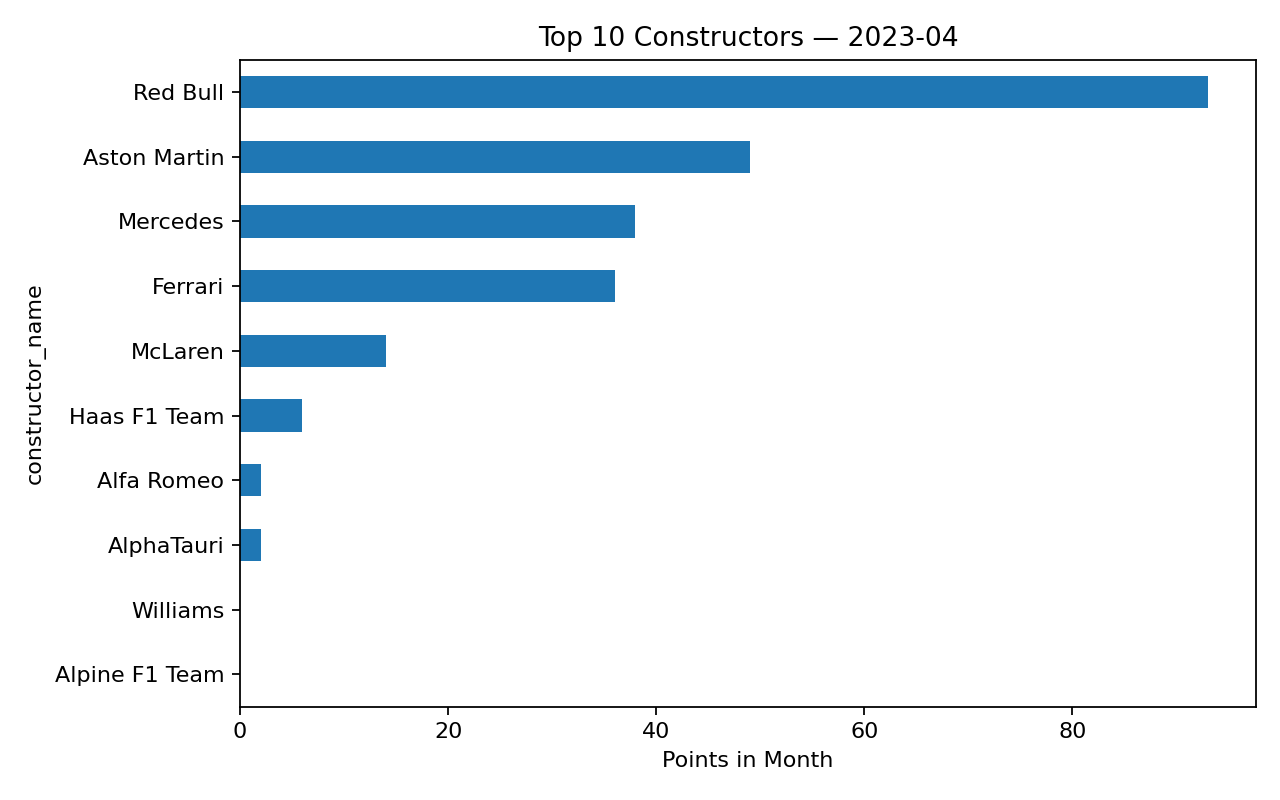 Top 10 Constructors — 2023-04
constructor_name
Red Bull
Aston Martin
Mercedes
Ferrari
McLaren
Haas F1 Team
Alfa Romeo
AlphaTauri
Williams
Alpine F1 Team
0 20 40 60 80
Points in Month